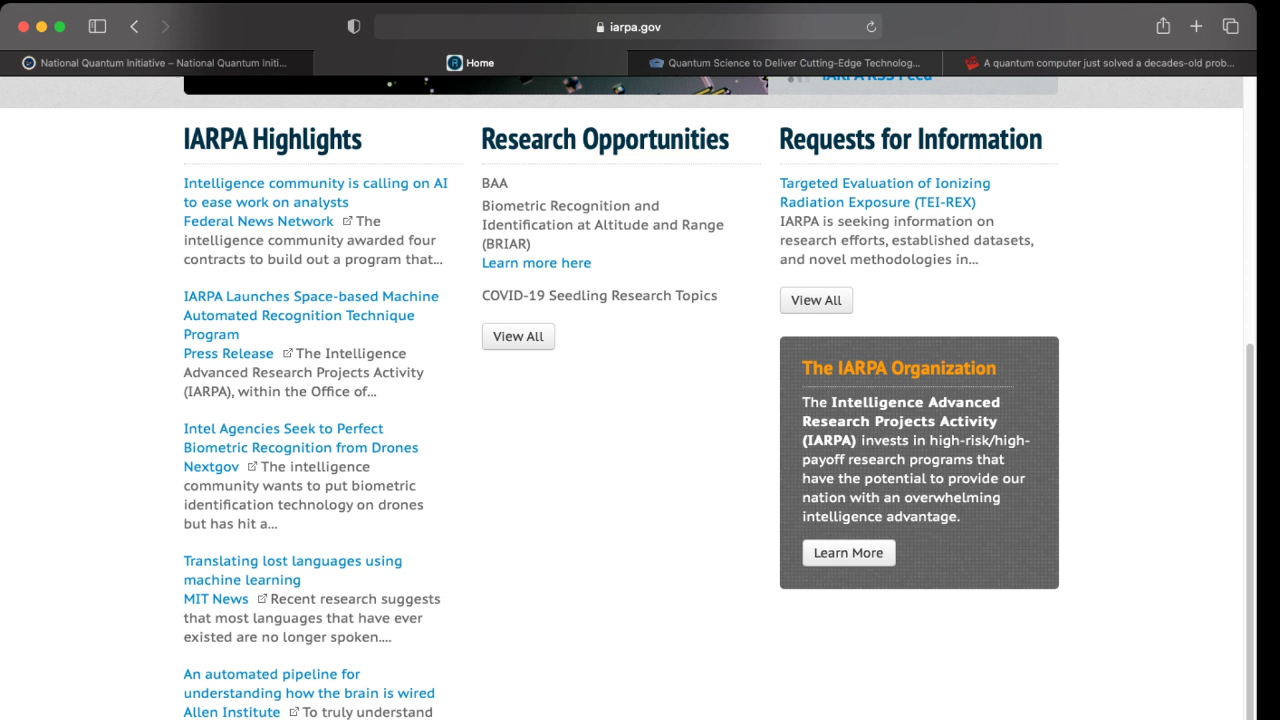 iarpa.gov
National Quantum Initiative – National Quantum Initi...
Home
Quantum Science to Deliver Cutting-Edge Technolog...
A quantum computer just solved a decades-old prob...
IARPA RSS Feed
IARPA Highlights
Intelligence community is calling on AI
to ease work on analysts
Federal News Network The
intelligence community awarded four
contracts to build out a program that...
IARPA Launches Space-based Machine
Automated Recognition Technique
Program
Press Release The Intelligence
Advanced Research Projects Activity
(IARPA), within the Office of...
Intel Agencies Seek to Perfect
Biometric Recognition from Drones
Nextgov The intelligence
community wants to put biometric
identification technology on drones
but has hit a...
Translating lost languages using
machine learning
MIT News Recent research suggests
that most languages that have ever
existed are no longer spoken....
An automated pipeline for
understanding how the brain is wired
Allen Institute To truly understand
Research Opportunities
BAA
Biometric Recognition and
Identification at Altitude and Range
(BRIAR)
Learn more here
COVID-19 Seedling Research Topics
View All
Requests for Information
Targeted Evaluation of Ionizing
Radiation Exposure (TEI-REX)
IARPA is seeking information on
research efforts, established datasets,
and novel methodologies in...
View All
The IARPA Organization
The Intelligence Advanced
Research Projects Activity
(IARPA) invests in high-risk/high-
payoff research programs that
have the potential to provide our
nation with an overwhelming
intelligence advantage.
Learn More